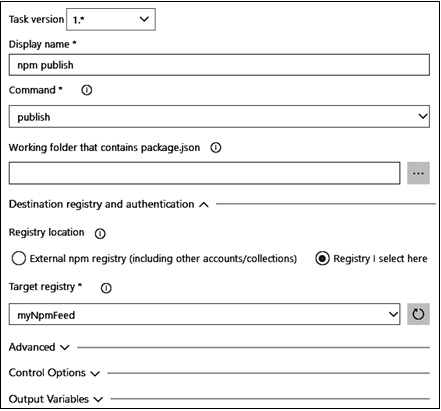 Task version 1.*
Display name *
npm publish
Command *
publish
Working folder that contains package.json
...
Destination registry and authentication
Registry location
External npm registry (including other accounts/collections) Registry I select here
Target registry *
myNpmFeed
Advanced
Control Options
Output Variables